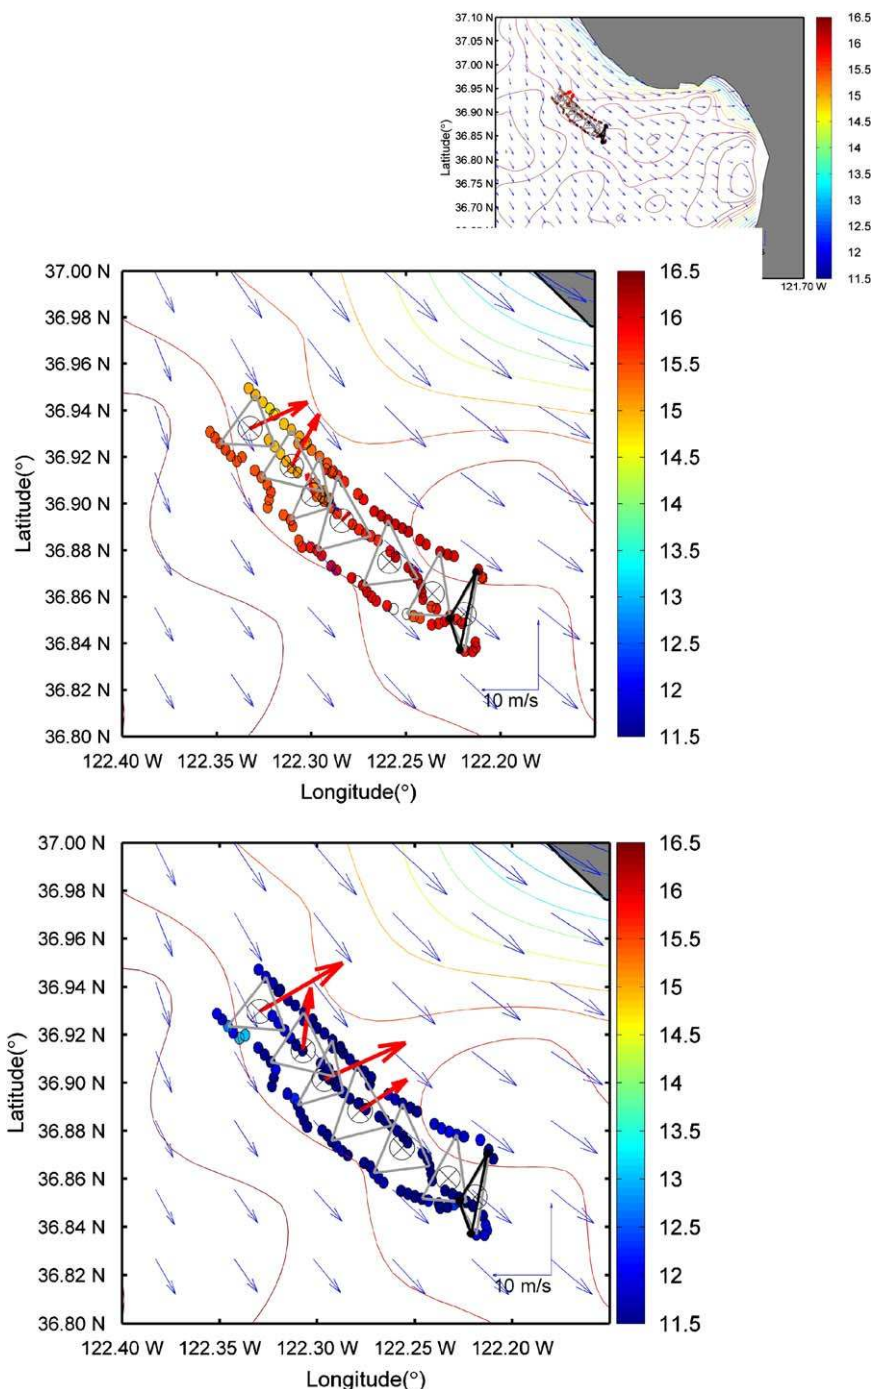 37.10 N
37.05 N
37.00 N
36.95 N
36.90 N
36.85 N
36.80 N
36.75 N
36.70 N
Latitude(°)
121.70 W
16.5
16
15.5
15
14.5
14
13.5
13
12.5
12
11.5
37.00 N
36.98 N
36.96 N
36.94 N
36.92 N
36.90 N
36.88 N
36.86 N
36.84 N
36.82 N
36.80 N
Latitude(°)
10 m/s
122.40 W
122.35 W
122.30 W
122.25 W
122.20 W
Longitude(°)
16.5
16
15.5
15
14.5
14
13.5
13
12.5
12
11.5
37.00 N
36.98 N
36.96 N
36.94 N
36.92 N
36.90 N
36.88 N
36.86 N
36.84 N
36.82 N
36.80 N
Latitude(°)
10 m/s
122.40 W
122.35 W
122.30 W
122.25 W
122.20 W
Longitude(°)
16.5
16
15.5
15
14.5
14
13.5
13
12.5
12
11.5